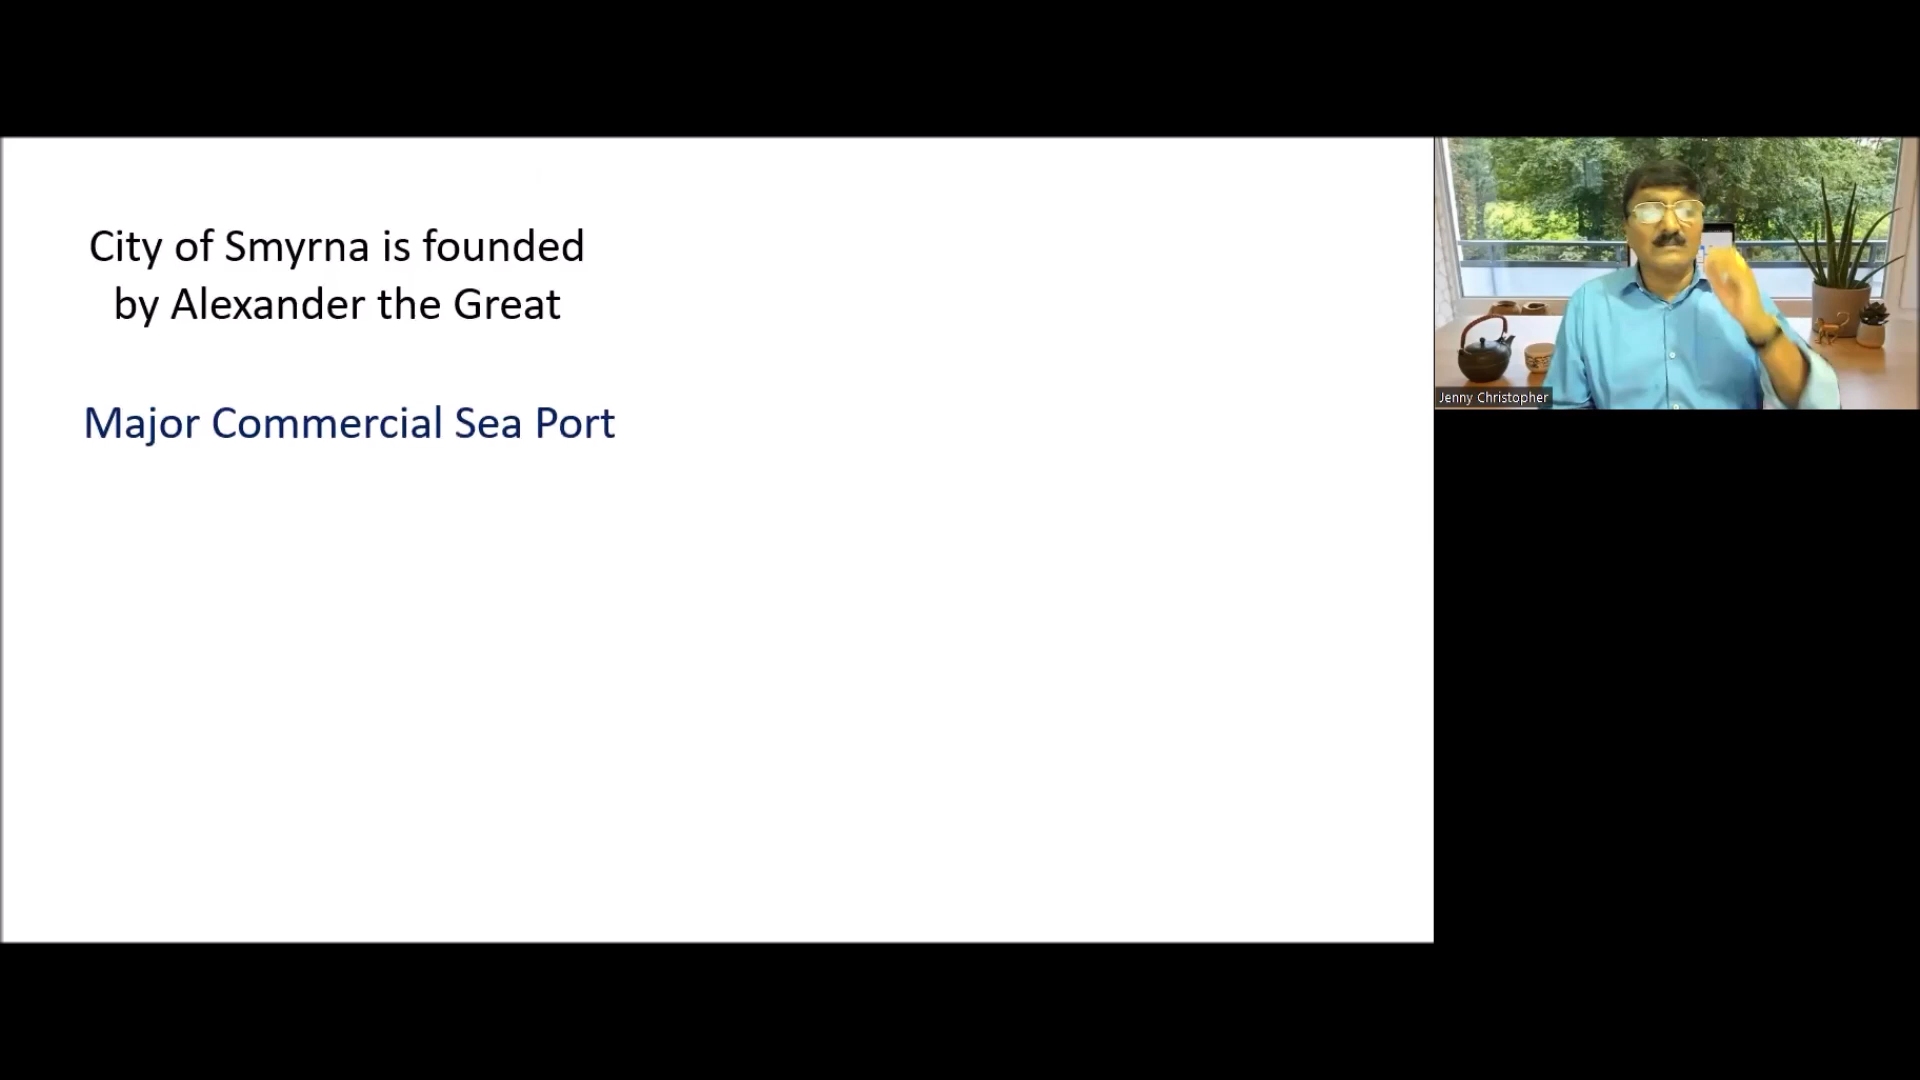 City of Smyrna is founded
by Alexander the Great
Major Commercial Sea Port
Jenny Christopher